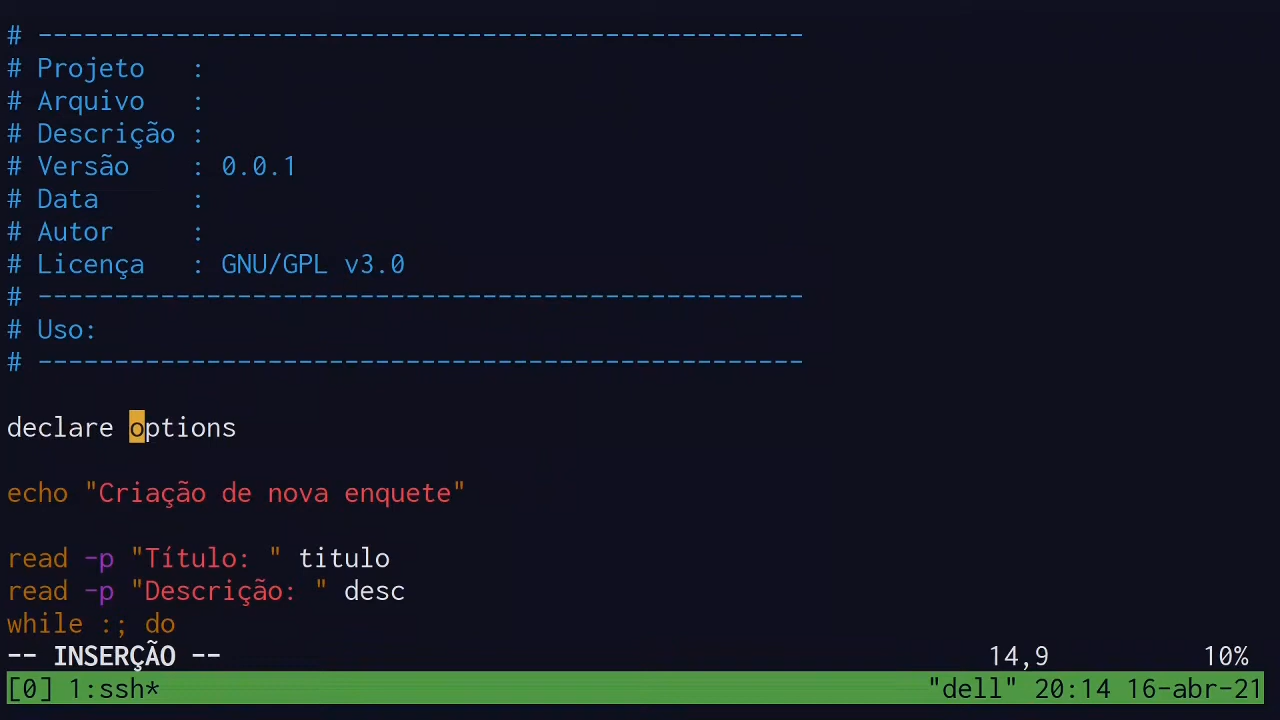 # --------------------------------------------------
# Projeto   :
# Arquivo   :
# Descrição :
# Versão    : 0.0.1
# Data      :
# Autor     :
# Licença   : GNU/GPL v3.0
# --------------------------------------------------
# Uso:
# --------------------------------------------------
declare options
echo "Criação de nova enquete"
read -p "Título: " titulo
read -p "Descrição: " desc
while :; do
-- INSERÇÃO -- 14,9 10%
[0] 1:ssh* "dell" 20:14 16-abr-21